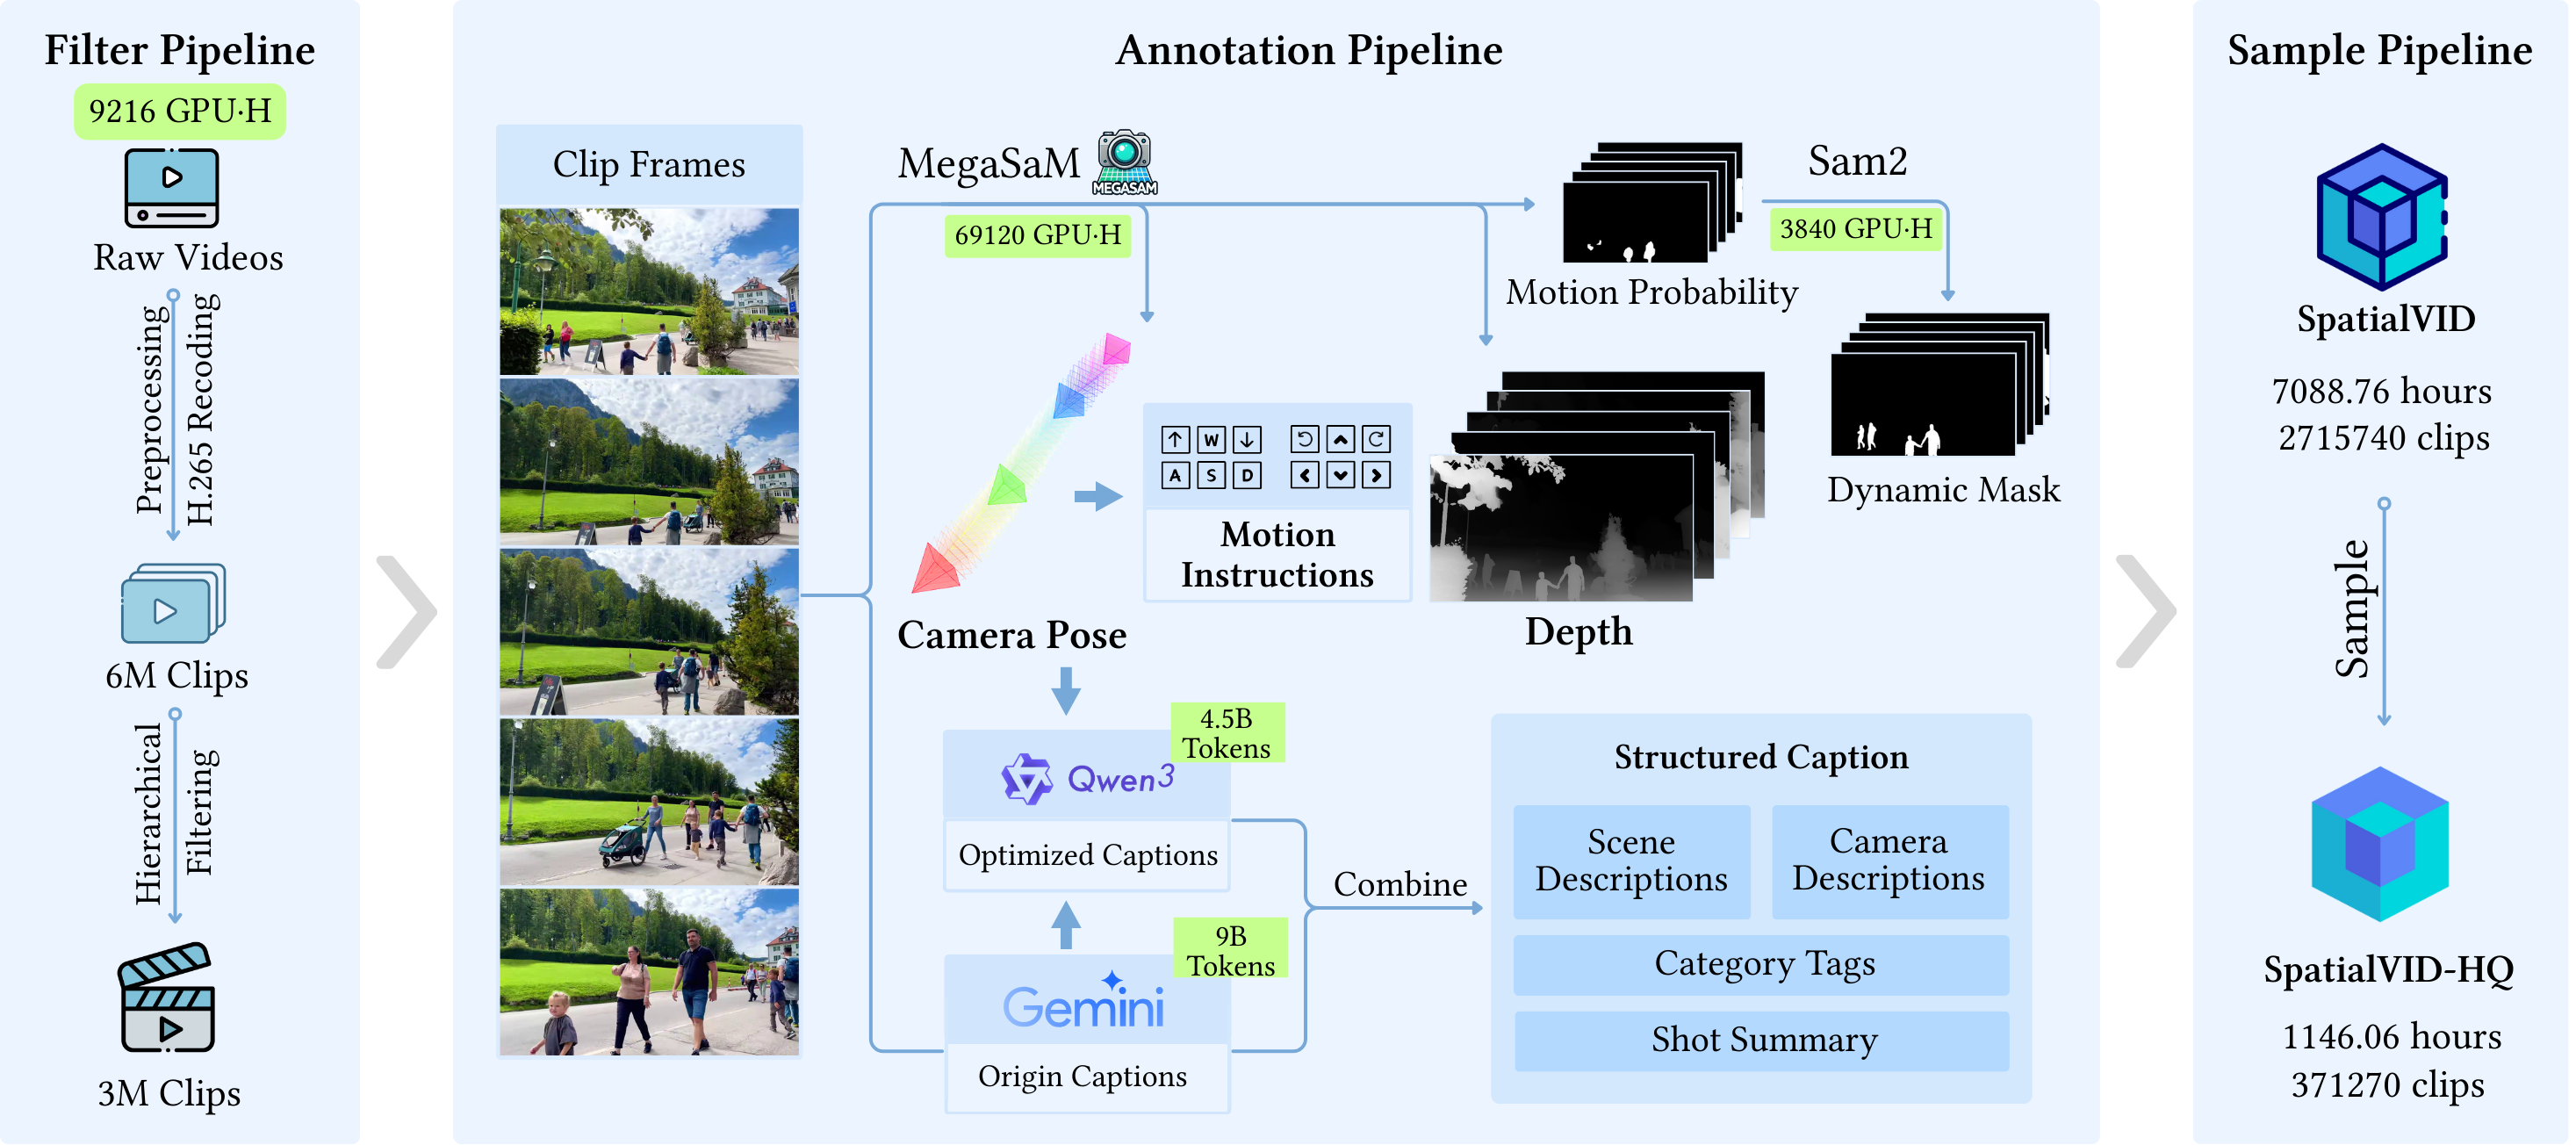 Filter Pipeline
9216 GPU·H
Raw Videos
Preprocessing
H.265 Recoding
6M Clips
Hierarchical
Filtering
3M Clips
Annotation Pipeline
Clip Frames
MegaSaM
MEGASAM
69120 GPU·H
Motion Probability
Sam2
3840 GPU·H
Dynamic Mask
Camera Pose
W
A S D
Motion
Instructions
Depth
4.5B
Tokens
Qwen3
Optimized Captions
9B
Tokens
Gemini
Origin Captions
Combine
Structured Caption
Scene
Descriptions
Camera
Descriptions
Category Tags
Shot Summary
Sample Pipeline
SpatialVID
7088.76 hours
2715740 clips
Sample
SpatialVID-HQ
1146.06 hours
371270 clips